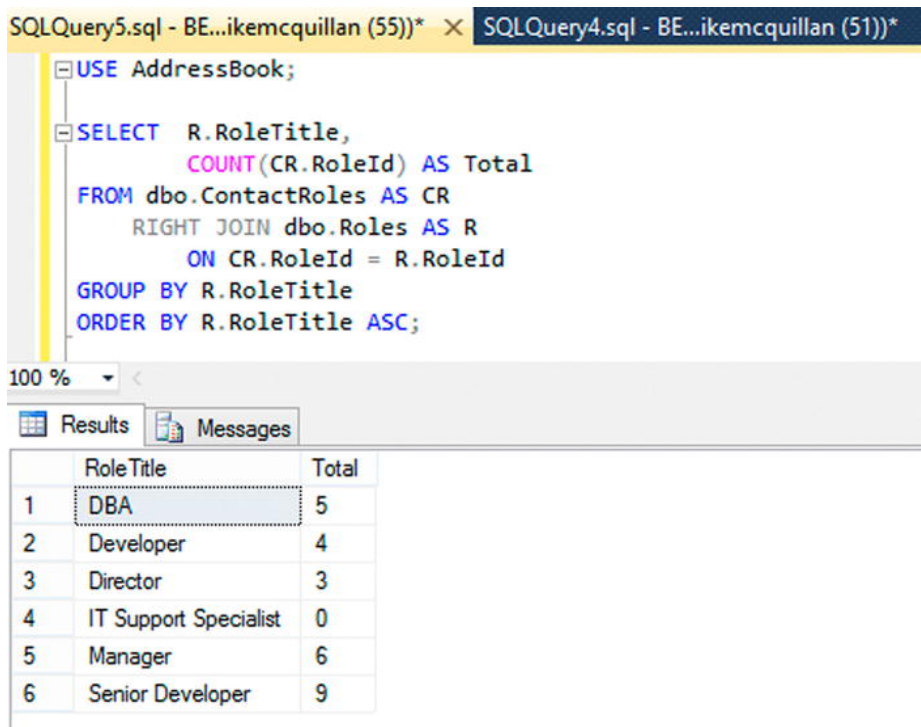 SQLQuery5.sql - BE...ikemcquillan (55))* SQLQuery4.sql - BE...ikemcquillan (51))*
USE AddressBook;
SELECT R.RoleTitle,
COUNT(CR.RoleId) AS Total
FROM dbo.ContactRoles AS CR
RIGHT JOIN dbo.Roles AS R
ON CR.RoleId = R.RoleId
GROUP BY R.RoleTitle
ORDER BY R.RoleTitle ASC;
100 %
Results Messages
RoleTitle Total
1 DBA 5
2 Developer 4
3 Director 3
4 IT Support Specialist 0
5 Manager 6
6 Senior Developer 9